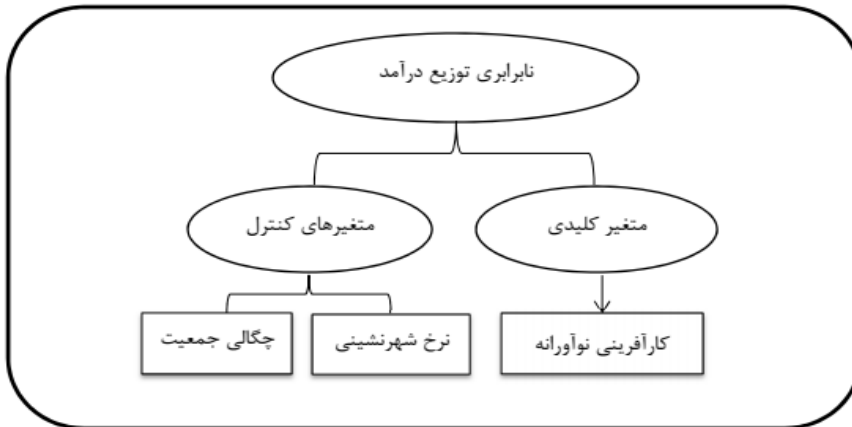 نابرابری توزیع درآمد
متغیر کلیدی
متغیرهای کنترل
کارآفرینی نوآورانه
نرخ شهرنشینی
چگالی جمعیت